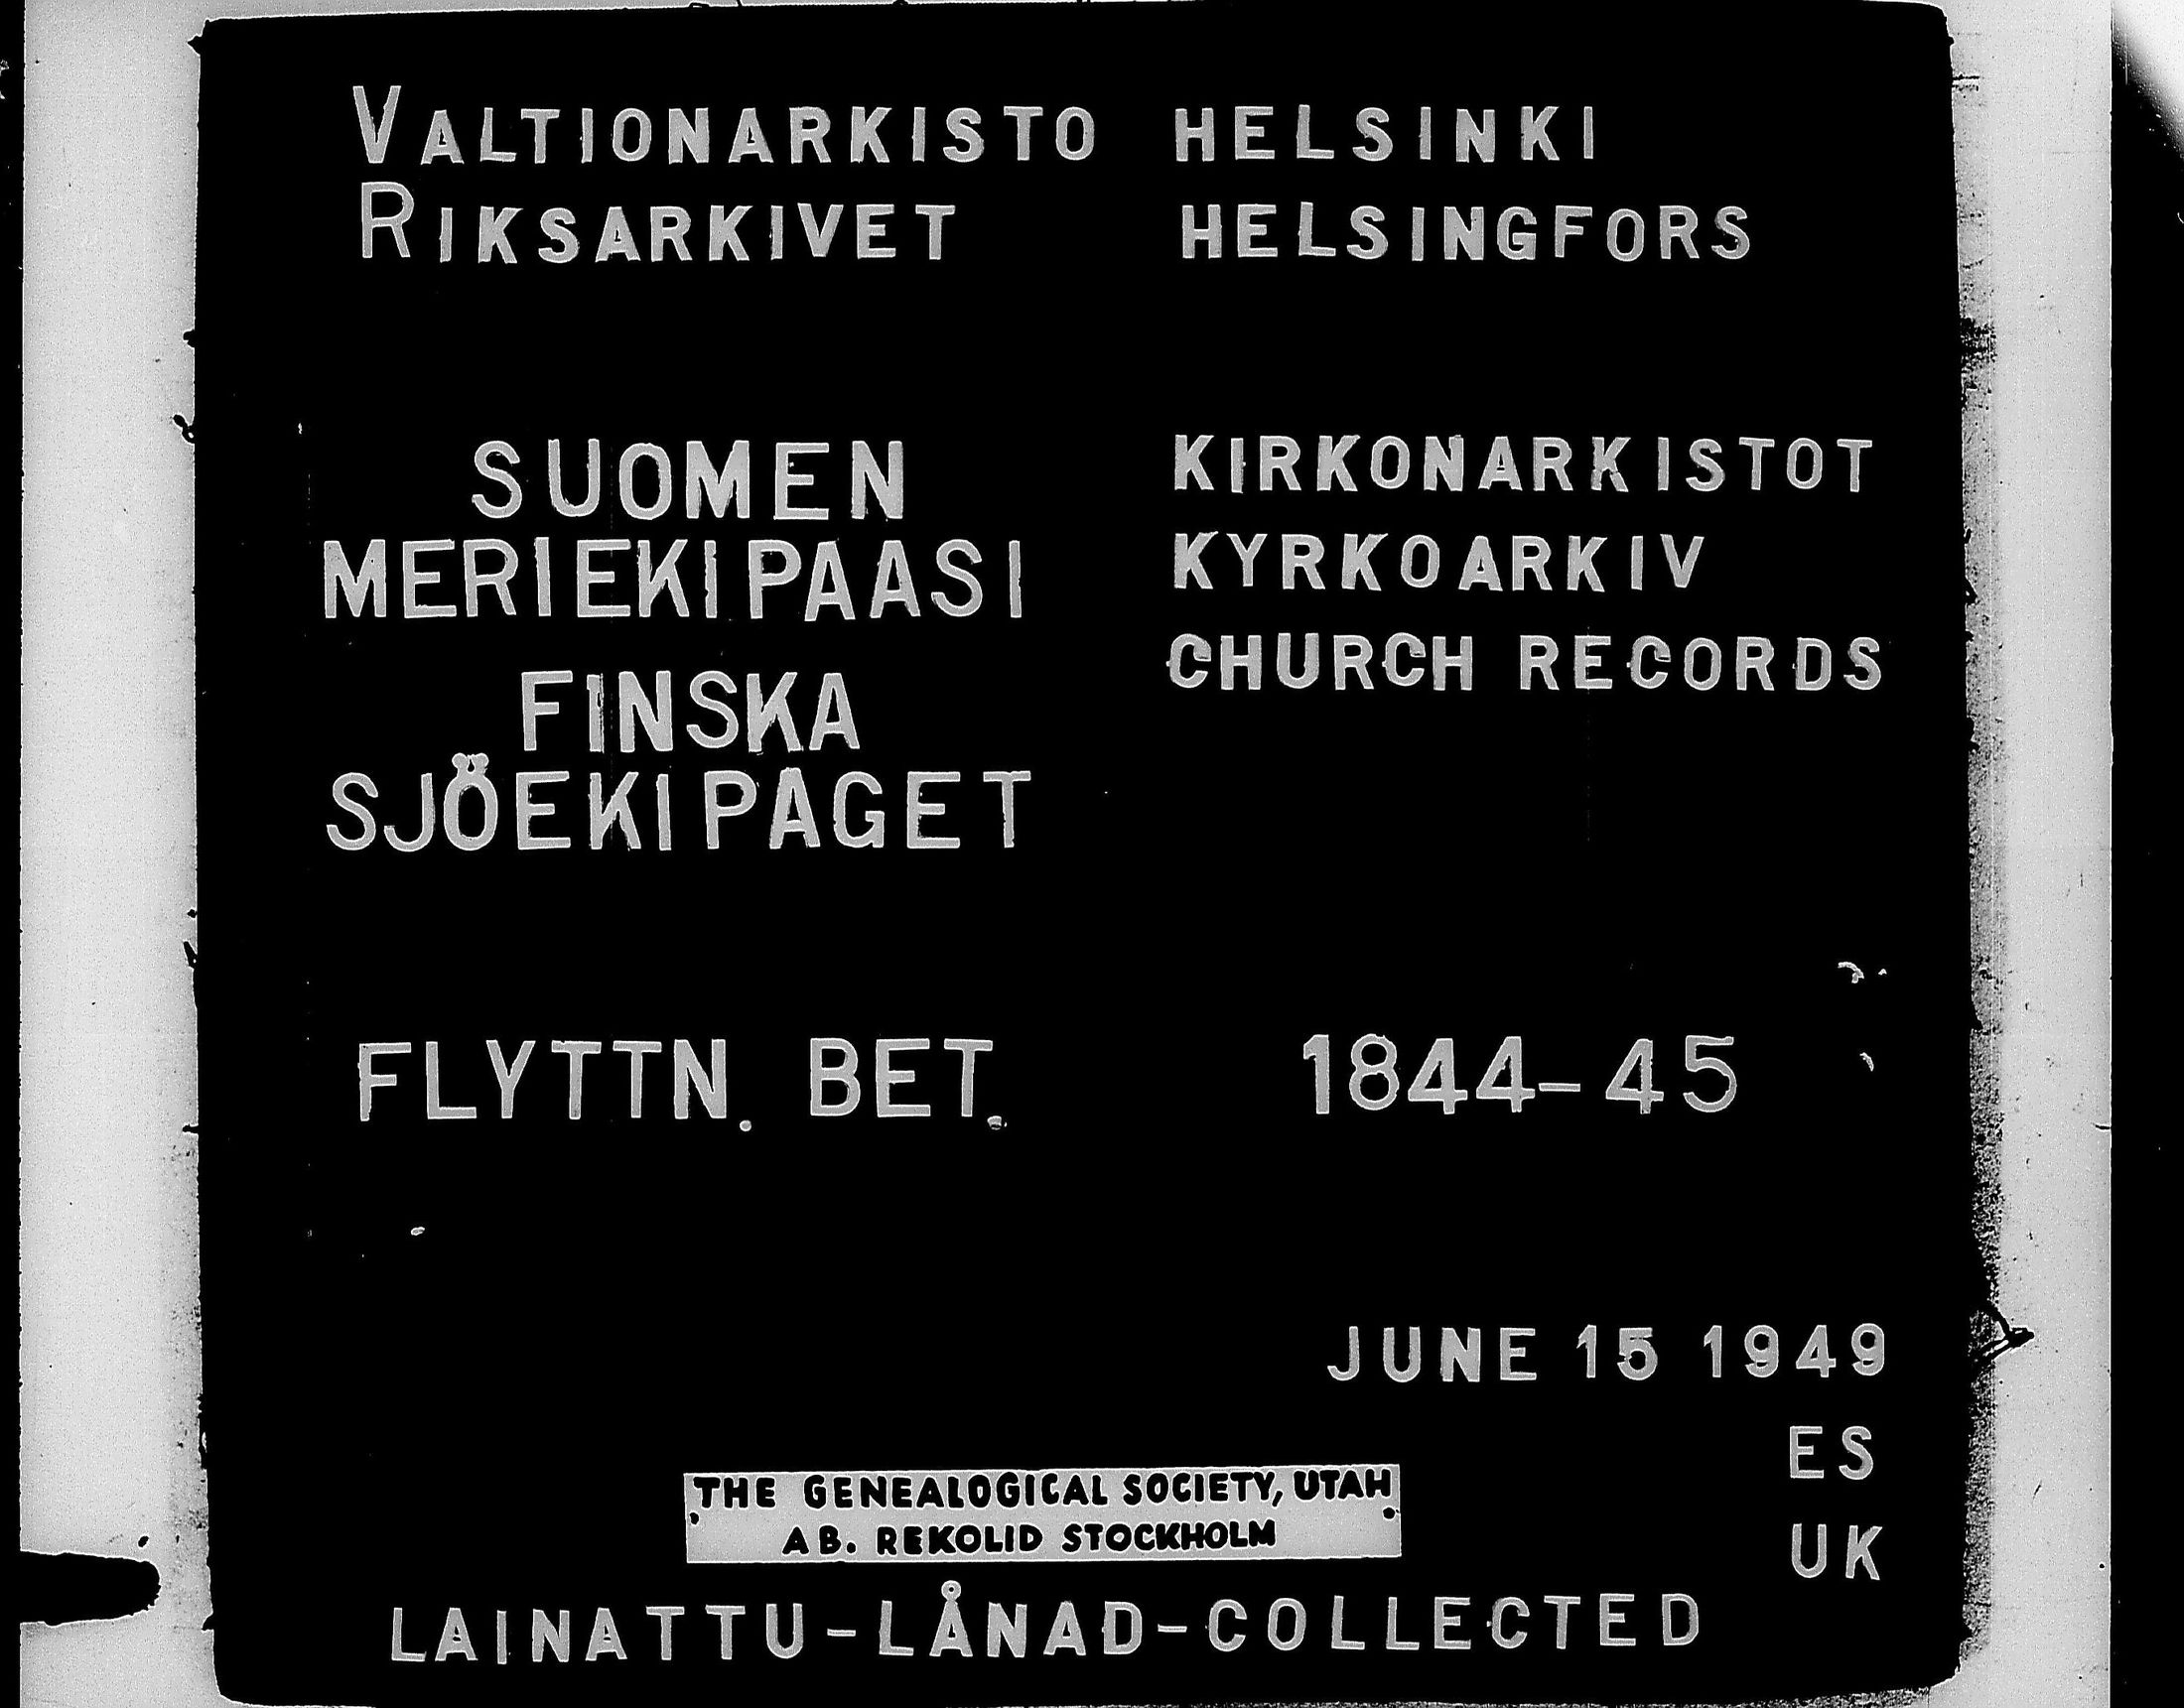 VALTIONARKISTO HELSINKI
RIKSARKIVET HELSINGFORS
SUOMEN
MERIEKIPAASI
FINSKA
SJÖEKIPAGET
KIRKONARKISTOT
KYRKOARKIV
CHURCH RECORDS
FLYTTN. BET. 1844-45
JUNE 15 1949
ES
UK
THE GENEALOGICAL SOCIETY, UTAH
AB. REKOLID STOCKHOLM
LAINATTU-LÅNAD-COLLECTED